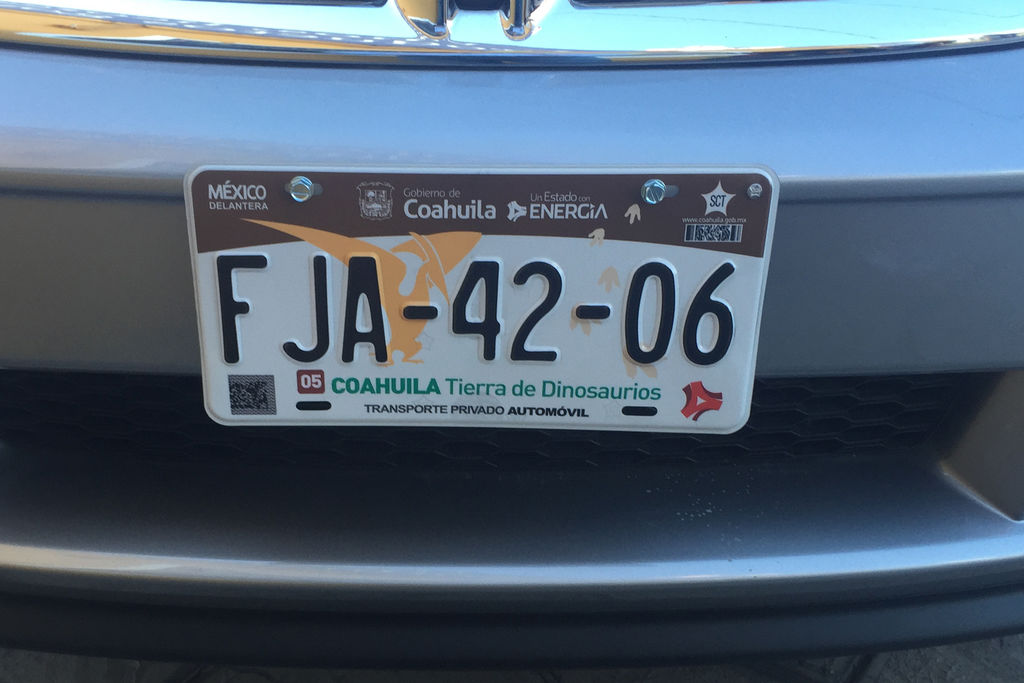 MÉXICO
DELANTERA
Gobierno de
Coahuila
Un Estado con
ENERGÍA
SCT
www.coahuila.gob.mx
FJA-42-06
05 COAHUILA Tierra de Dinosaurios
TRANSPORTE PRIVADO AUTOMÓVIL